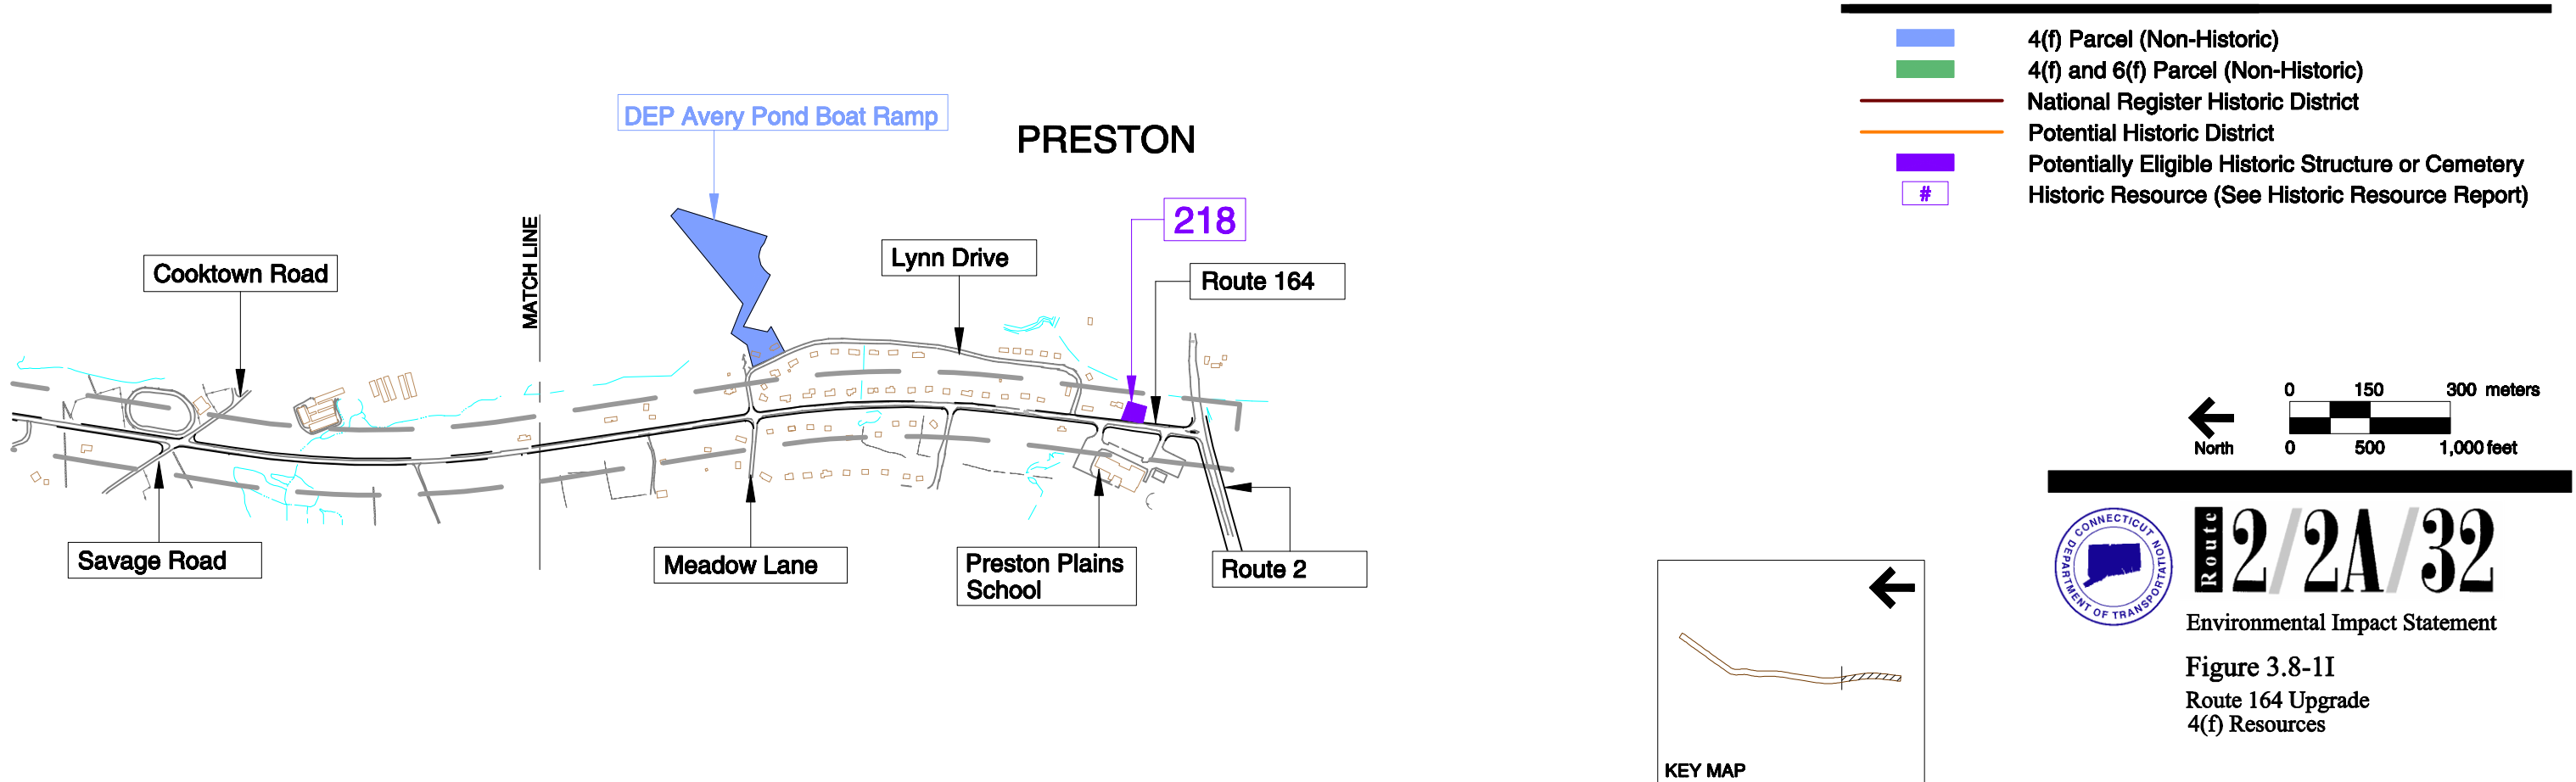 4(f) Parcel (Non-Historic)
4(f) and 6(f) Parcel (Non-Historic)
National Register Historic District
Potential Historic District
Potentially Eligible Historic Structure or Cemetery
# Historic Resource (See Historic Resource Report)
DEP Avery Pond Boat Ramp
PRESTON
218
MATCH LINE
Cooktown Road
Lynn Drive
Route 164
Savage Road
Meadow Lane
Preston Plains
School
Route 2
North
0 150 300 meters
0 500 1,000 feet
CONNECTICUT
DEPARTMENT OF TRANSPORTATION
Route 2/2A/32
Environmental Impact Statement
Figure 3.8-1I
Route 164 Upgrade
4(f) Resources
KEY MAP